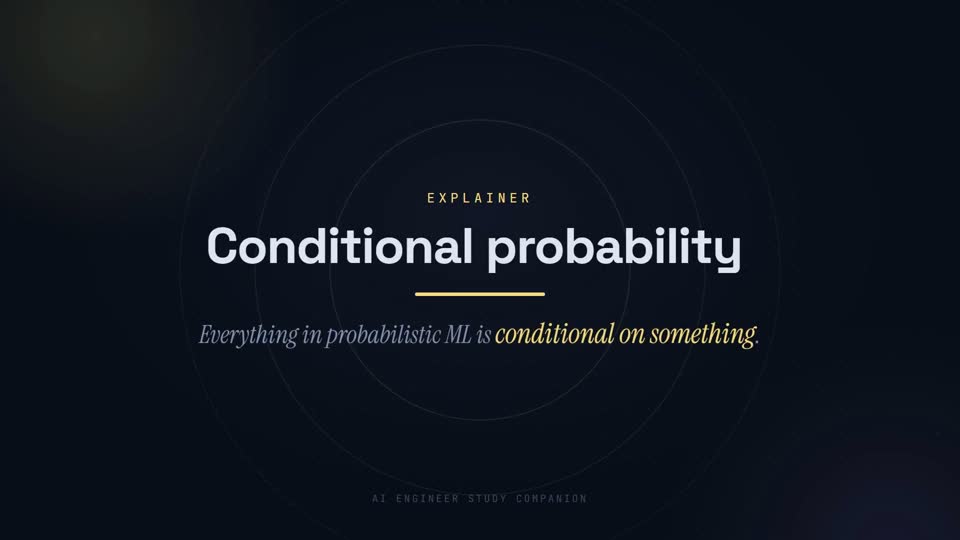 EXPLAINER
Conditional probability
Everything in probabilistic ML is conditional on something.
AI ENGINEER STUDY COMPANION